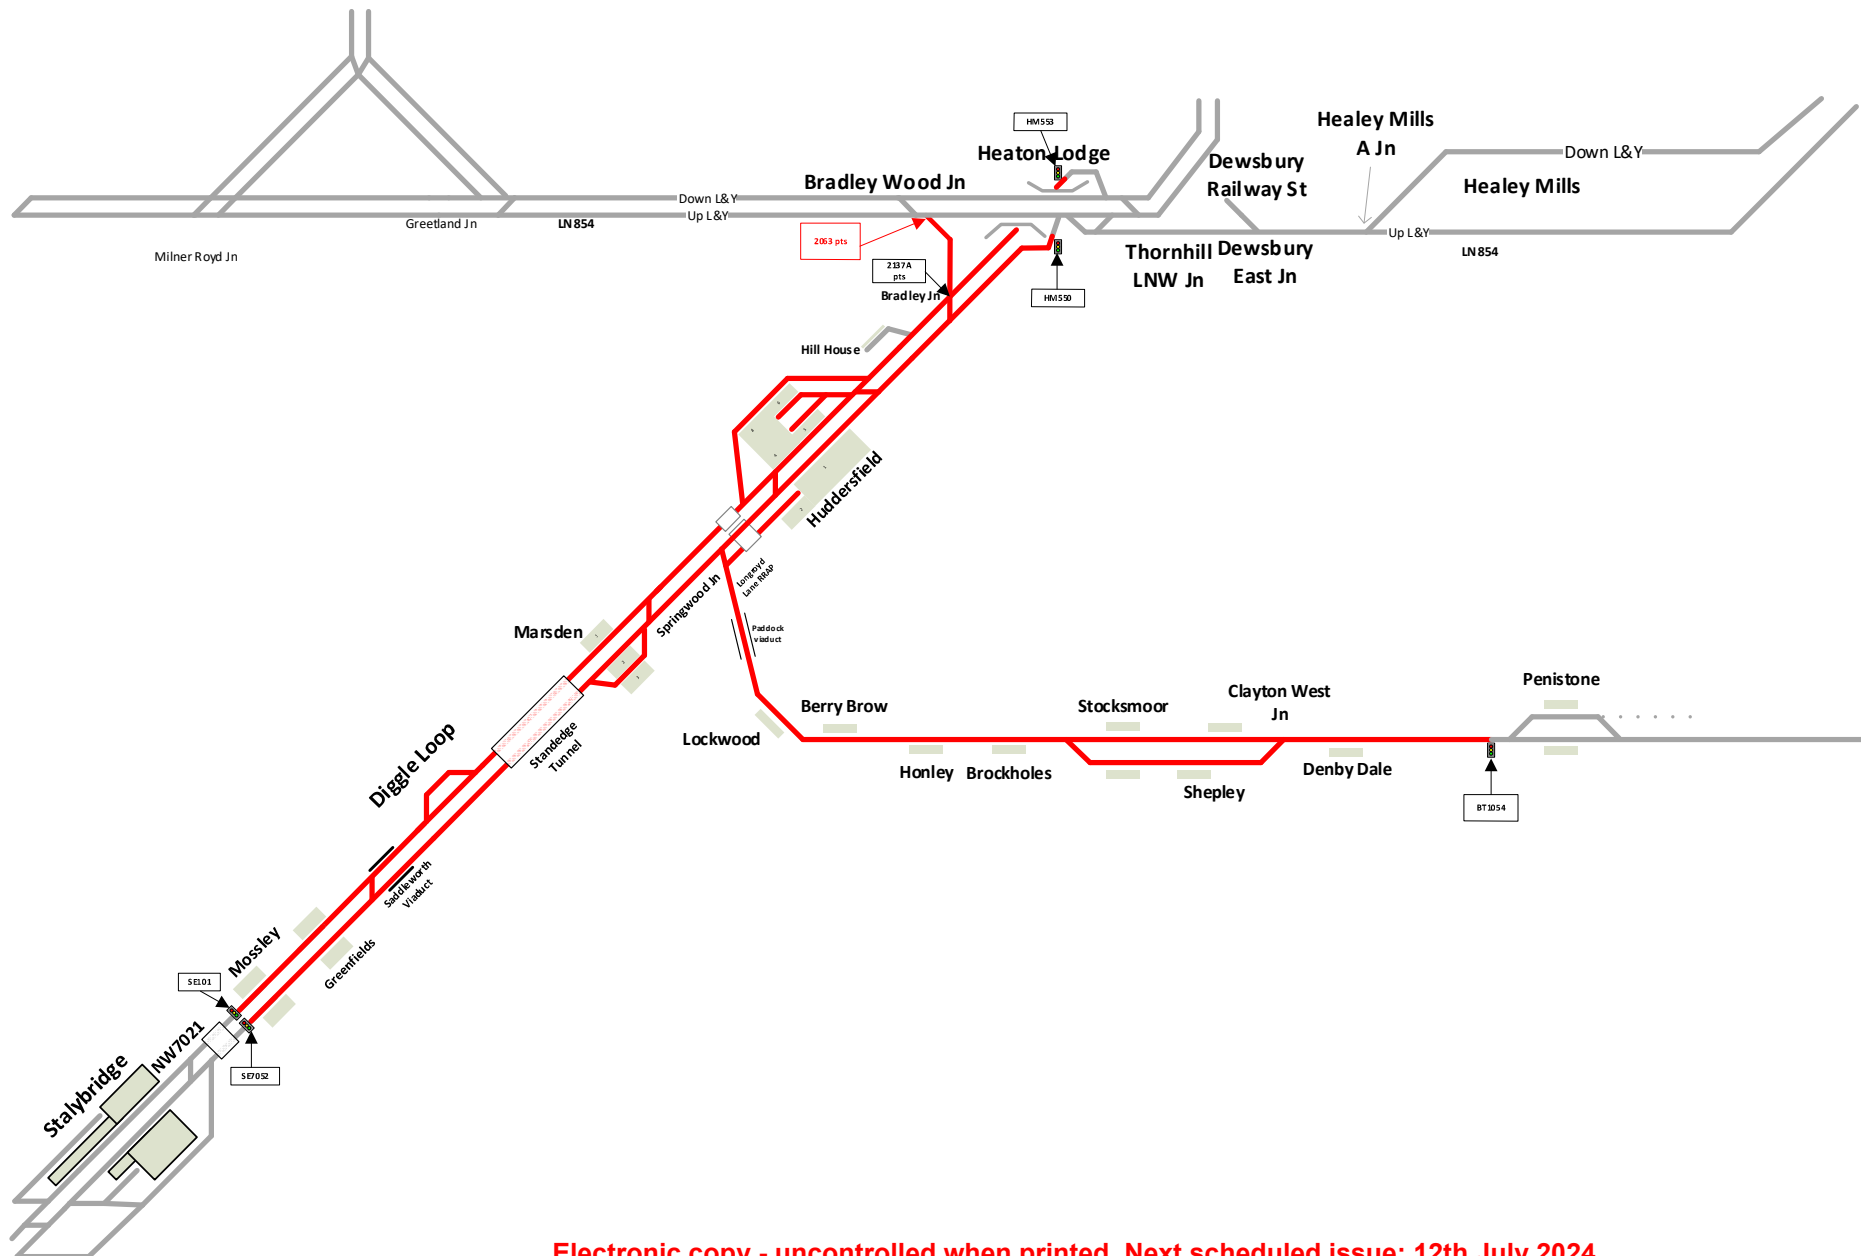 HM553
Healey Mills
A Jn
Heaton Lodge
Dewsbury
Railway St
Down L&Y
Bradley Wood Jn
Healey Mills
Down L&Y
Up L&Y
Greetland Jn
LN854
Up L&Y
2063 pts
Milner Royd Jn
Thornhill
LNW Jn
Dewsbury
East Jn
LN854
2137A
pts
Bradley Jn
HM550
Hill House
Huddersfield
Longroyd
Lane RRAP
Springwood Jn
Marsden
Paddock
viaduct
Standedge
Tunnel
Lockwood
Berry Brow
Honley
Brockholes
Stocksmoor
Shepley
Clayton West
Jn
Denby Dale
Penistone
BT1054
Diggle Loop
Saddleworth
Viaduct
Mossley
Greenfields
SE101
NW7021
SE7052
Stalybridge
Electronic copy - uncontrolled when printed. Next scheduled issue: 12th July 2024